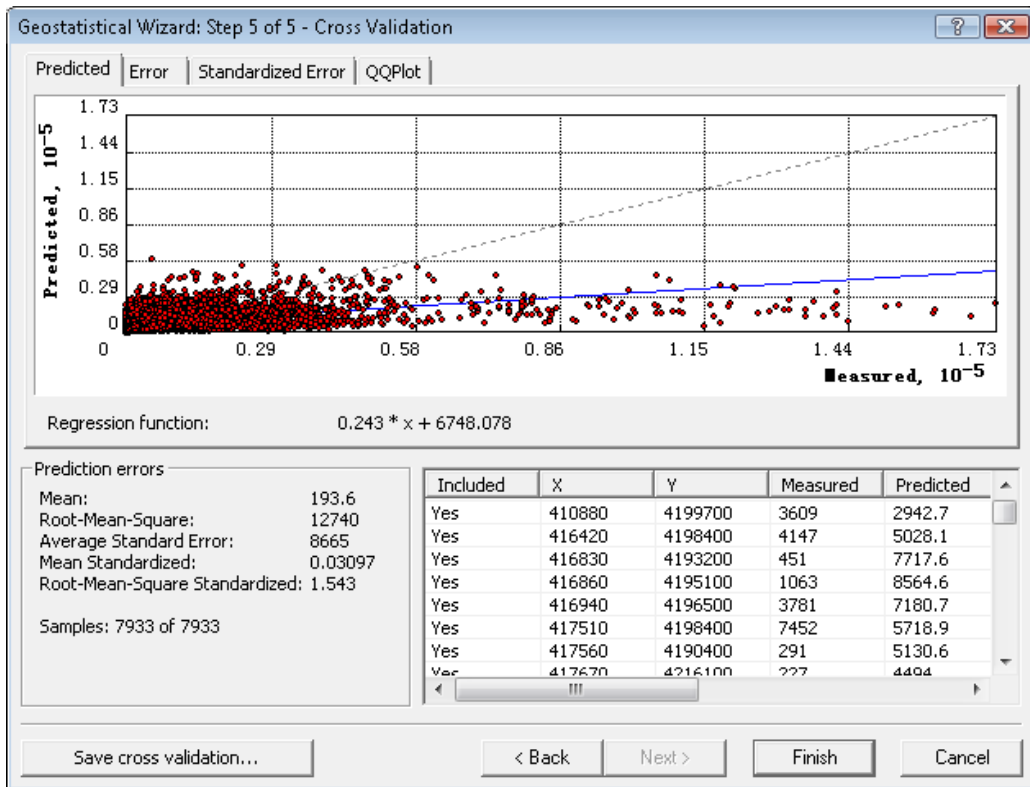 Geostatistical Wizard: Step 5 of 5 - Cross Validation
Predicted Error Standardized Error QQPlot
1.73
1.44
1.15
0.86
0.58
0.29
0
Predicted, 10⁻⁵
0 0.29 0.58 0.86 1.15 1.44 1.73
Measured, 10⁻⁵
Regression function: 0.243 * x + 6748.078
Prediction errors
Mean: 193.6
Root-Mean-Square: 12740
Average Standard Error: 8665
Mean Standardized: 0.03097
Root-Mean-Square Standardized: 1.543
Samples: 7933 of 7933
Included X Y Measured Predicted
Yes 410880 4199700 3609 2942.7
Yes 416420 4198400 4147 5028.1
Yes 416830 4193200 451 7717.6
Yes 416860 4195100 1063 8564.6
Yes 416940 4196500 3781 7180.7
Yes 417510 4198400 7452 5718.9
Yes 417560 4190400 291 5130.6
Yes 417670 4216100 227 4494
Save cross validation... < Back Next > Finish Cancel